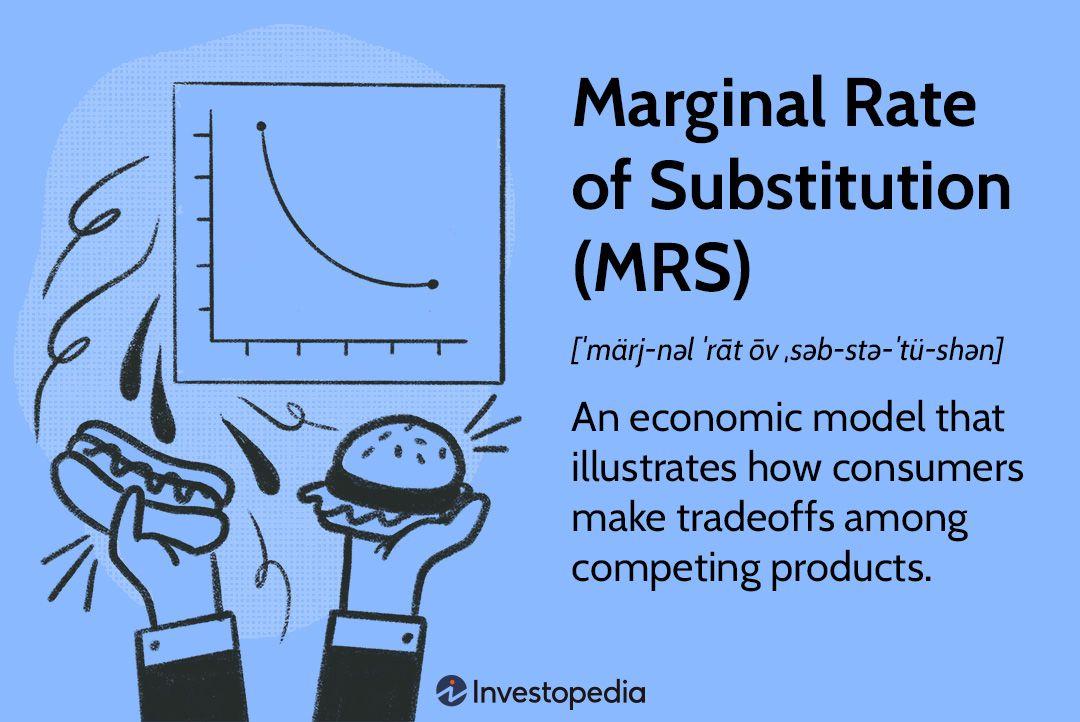 Marginal Rate
of Substitution
(MRS)
[ˈmärj-nəl ˈrāt ōv ˌsəb-stə-ˈtü-shən]
An economic model that
illustrates how consumers
make tradeoffs among
competing products.
Investopedia